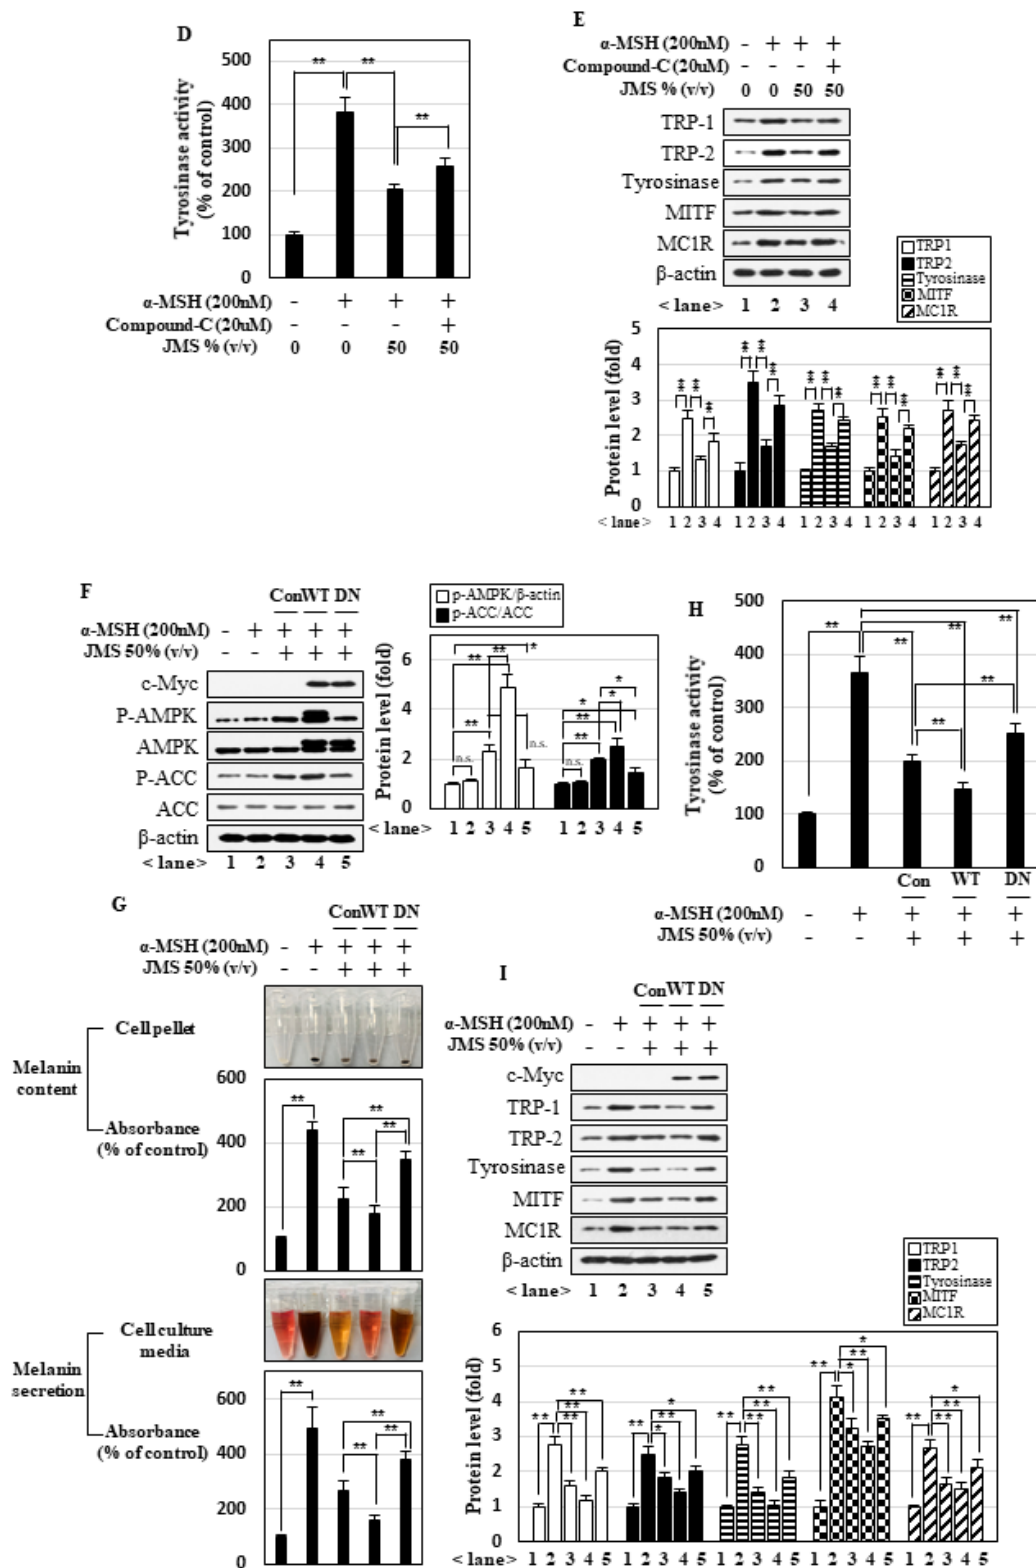 D
Tyrosinase activity
(% of control)
500
400
300
200
100
0
** ** **
α-MSH (200nM) - + + +
Compound-C (20uM) - - - +
JMS % (v/v) 0 0 50 50
E
α-MSH (200nM) - + + +
Compound-C (20uM) - - - +
JMS % (v/v) 0 0 50 50
TRP-1
TRP-2
Tyrosinase
MITF
MC1R
β-actin
< lane > 1 2 3 4
TRP1
TRP2
Tyrosinase
MITF
MC1R
Protein level (fold)
5
4
3
2
1
0
** ** ** ** ** ** ** ** ** ** ** ** ** ** **
< lane > 1 2 3 4 1 2 3 4 1 2 3 4 1 2 3 4 1 2 3 4
F
Con WT DN
α-MSH (200nM) - + + + +
JMS 50% (v/v) - - + + +
c-Myc
P-AMPK
AMPK
P-ACC
ACC
β-actin
< lane > 1 2 3 4 5
p-AMPK/β-actin
p-ACC/ACC
Protein level (fold)
6
4
2
0
** * ** ** n.s. n.s.
* * * ** ** n.s.
< lane > 1 2 3 4 5 1 2 3 4 5
H
Tyrosinase activity
(% of control)
500
400
300
200
100
0
** ** ** ** ** **
Con WT DN
α-MSH (200nM) - + + + +
JMS 50% (v/v) - - + + +
G
Con WT DN
α-MSH (200nM) - + + + +
JMS 50% (v/v) - - + + +
Melanin
content
Cell pellet
Absorbance
(% of control)
600
400
200
0
** ** ** **
Melanin
secretion
Cell culture
media
Absorbance
(% of control)
600
400
200
0
** ** ** **
I
Con WT DN
α-MSH (200nM) - + + + +
JMS 50% (v/v) - - + + +
c-Myc
TRP-1
TRP-2
Tyrosinase
MITF
MC1R
β-actin
< lane > 1 2 3 4 5
TRP1
TRP2
Tyrosinase
MITF
MC1R
Protein level (fold)
6
5
4
3
2
1
0
** ** ** **
** * ** *
** ** ** **
** * ** *
** ** ** *
< lane > 1 2 3 4 5 1 2 3 4 5 1 2 3 4 5 1 2 3 4 5 1 2 3 4 5